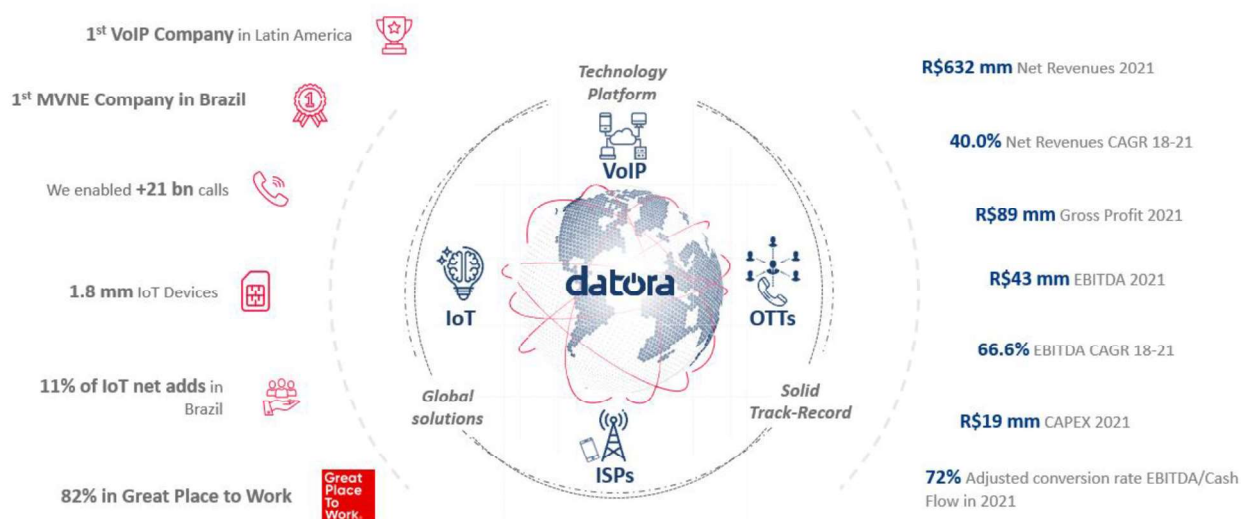 1st VoIP Company in Latin America
1st MVNE Company in Brazil
We enabled +21 bn calls
1.8 mm IoT Devices
11% of IoT net adds in
Brazil
82% in Great Place to Work
Great
Place
To
Work.
Technology
Platform
VoIP
IoT
datora
OTTs
Global
solutions
Solid
Track-Record
ISPs
R$632 mm Net Revenues 2021
40.0% Net Revenues CAGR 18-21
R$89 mm Gross Profit 2021
R$43 mm EBITDA 2021
66.6% EBITDA CAGR 18-21
R$19 mm CAPEX 2021
72% Adjusted conversion rate EBITDA/Cash
Flow in 2021